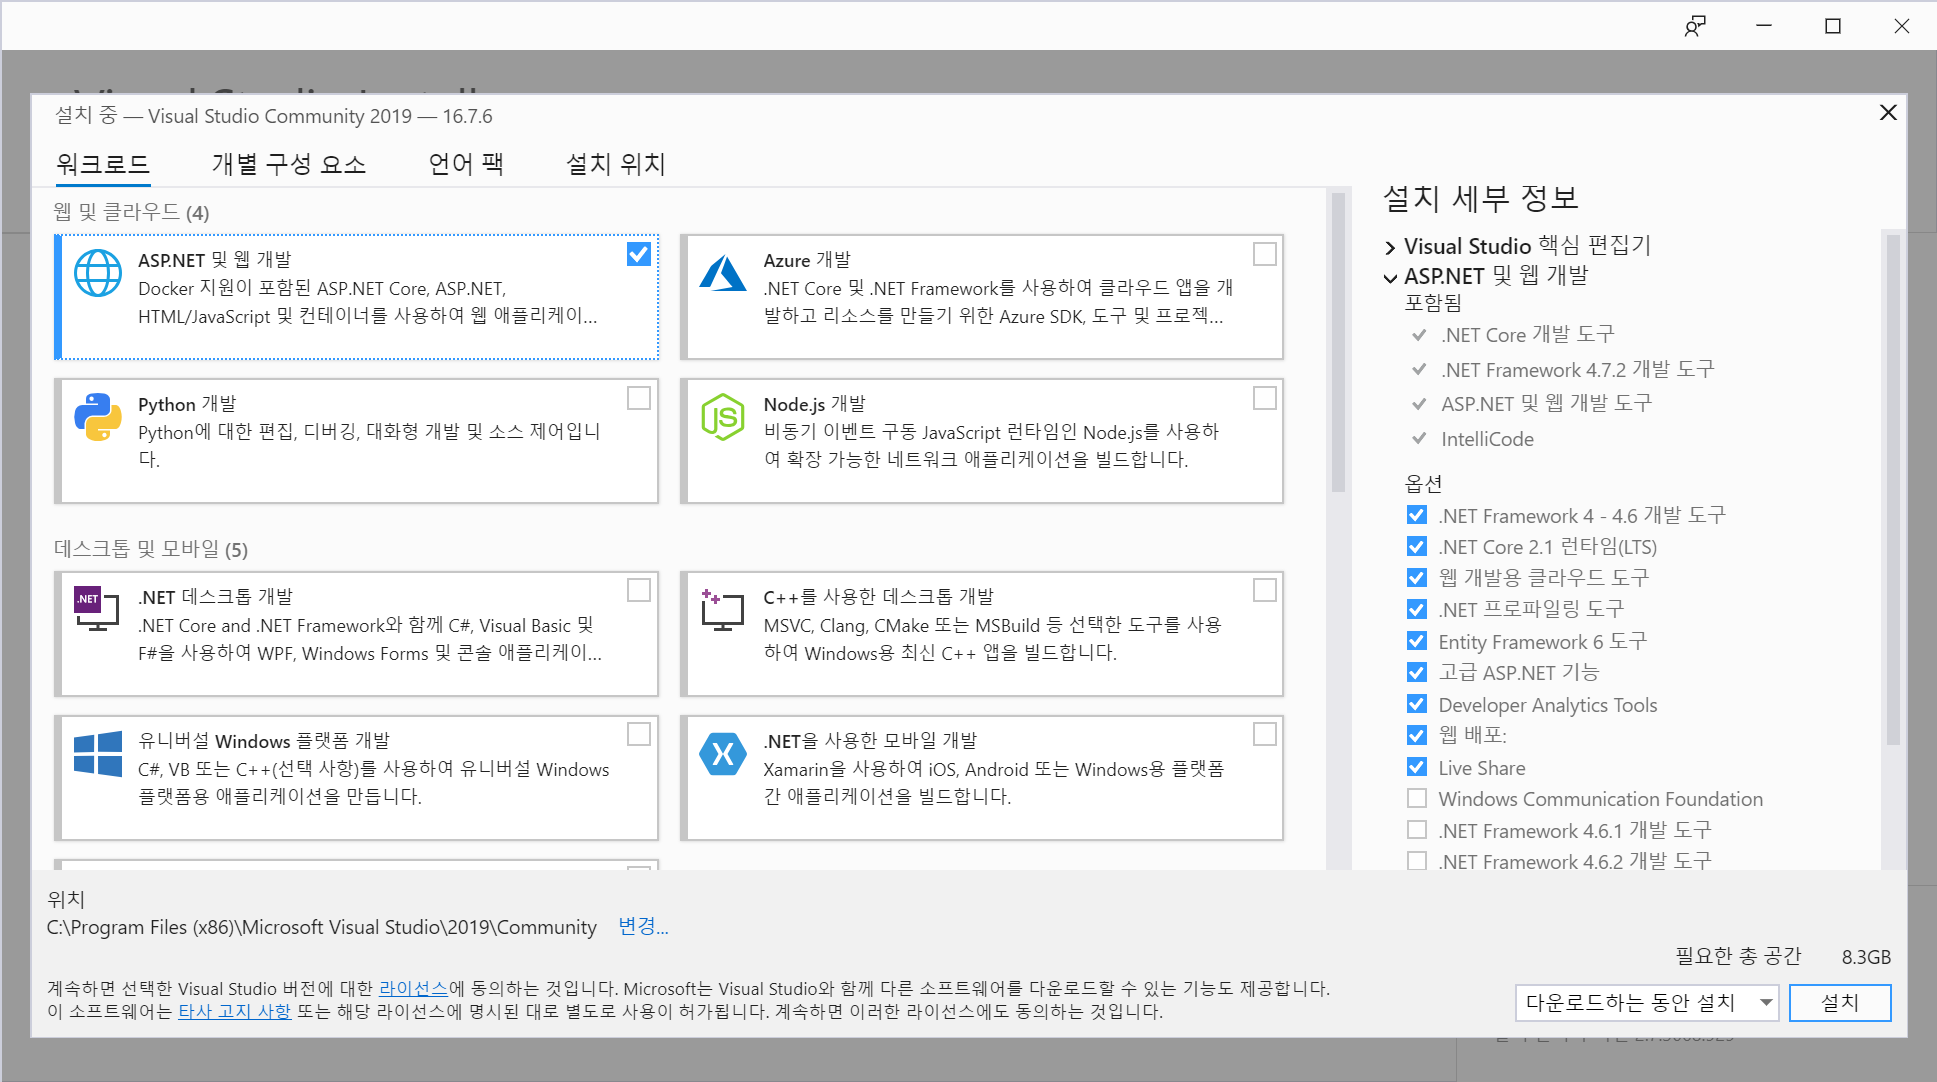 설치 중 — Visual Studio Community 2019 — 16.7.6
워크로드 개별 구성 요소 언어 팩 설치 위치
웹 및 클라우드 (4)
ASP.NET 및 웹 개발
Docker 지원이 포함된 ASP.NET Core, ASP.NET,
HTML/JavaScript 및 컨테이너를 사용하여 웹 애플리케이...
Azure 개발
.NET Core 및 .NET Framework를 사용하여 클라우드 앱을 개
발하고 리소스를 만들기 위한 Azure SDK, 도구 및 프로젝...
Python 개발
Python에 대한 편집, 디버깅, 대화형 개발 및 소스 제어입니
다.
Node.js 개발
비동기 이벤트 구동 JavaScript 런타임인 Node.js를 사용하
여 확장 가능한 네트워크 애플리케이션을 빌드합니다.
데스크톱 및 모바일 (5)
.NET
.NET 데스크톱 개발
.NET Core and .NET Framework와 함께 C#, Visual Basic 및
F#을 사용하여 WPF, Windows Forms 및 콘솔 애플리케이...
C++를 사용한 데스크톱 개발
MSVC, Clang, CMake 또는 MSBuild 등 선택한 도구를 사용
하여 Windows용 최신 C++ 앱을 빌드합니다.
유니버설 Windows 플랫폼 개발
C#, VB 또는 C++(선택 사항)를 사용하여 유니버설 Windows
플랫폼용 애플리케이션을 만듭니다.
.NET을 사용한 모바일 개발
Xamarin을 사용하여 iOS, Android 또는 Windows용 플랫폼
간 애플리케이션을 빌드합니다.
설치 세부 정보
Visual Studio 핵심 편집기
ASP.NET 및 웹 개발
포함됨
.NET Core 개발 도구
.NET Framework 4.7.2 개발 도구
ASP.NET 및 웹 개발 도구
IntelliCode
옵션
.NET Framework 4 - 4.6 개발 도구
.NET Core 2.1 런타임(LTS)
웹 개발용 클라우드 도구
.NET 프로파일링 도구
Entity Framework 6 도구
고급 ASP.NET 기능
Developer Analytics Tools
웹 배포:
Live Share
Windows Communication Foundation
.NET Framework 4.6.1 개발 도구
.NET Framework 4.6.2 개발 도구
위치
C:\Program Files (x86)\Microsoft Visual Studio\2019\Community 변경...
필요한 총 공간 8.3GB
계속하면 선택한 Visual Studio 버전에 대한 라이선스에 동의하는 것입니다. Microsoft는 Visual Studio와 함께 다른 소프트웨어를 다운로드할 수 있는 기능도 제공합니다.
이 소프트웨어는 타사 고지 사항 또는 해당 라이선스에 명시된 대로 별도로 사용이 허가됩니다. 계속하면 이러한 라이선스에도 동의하는 것입니다.
다운로드하는 동안 설치 설치